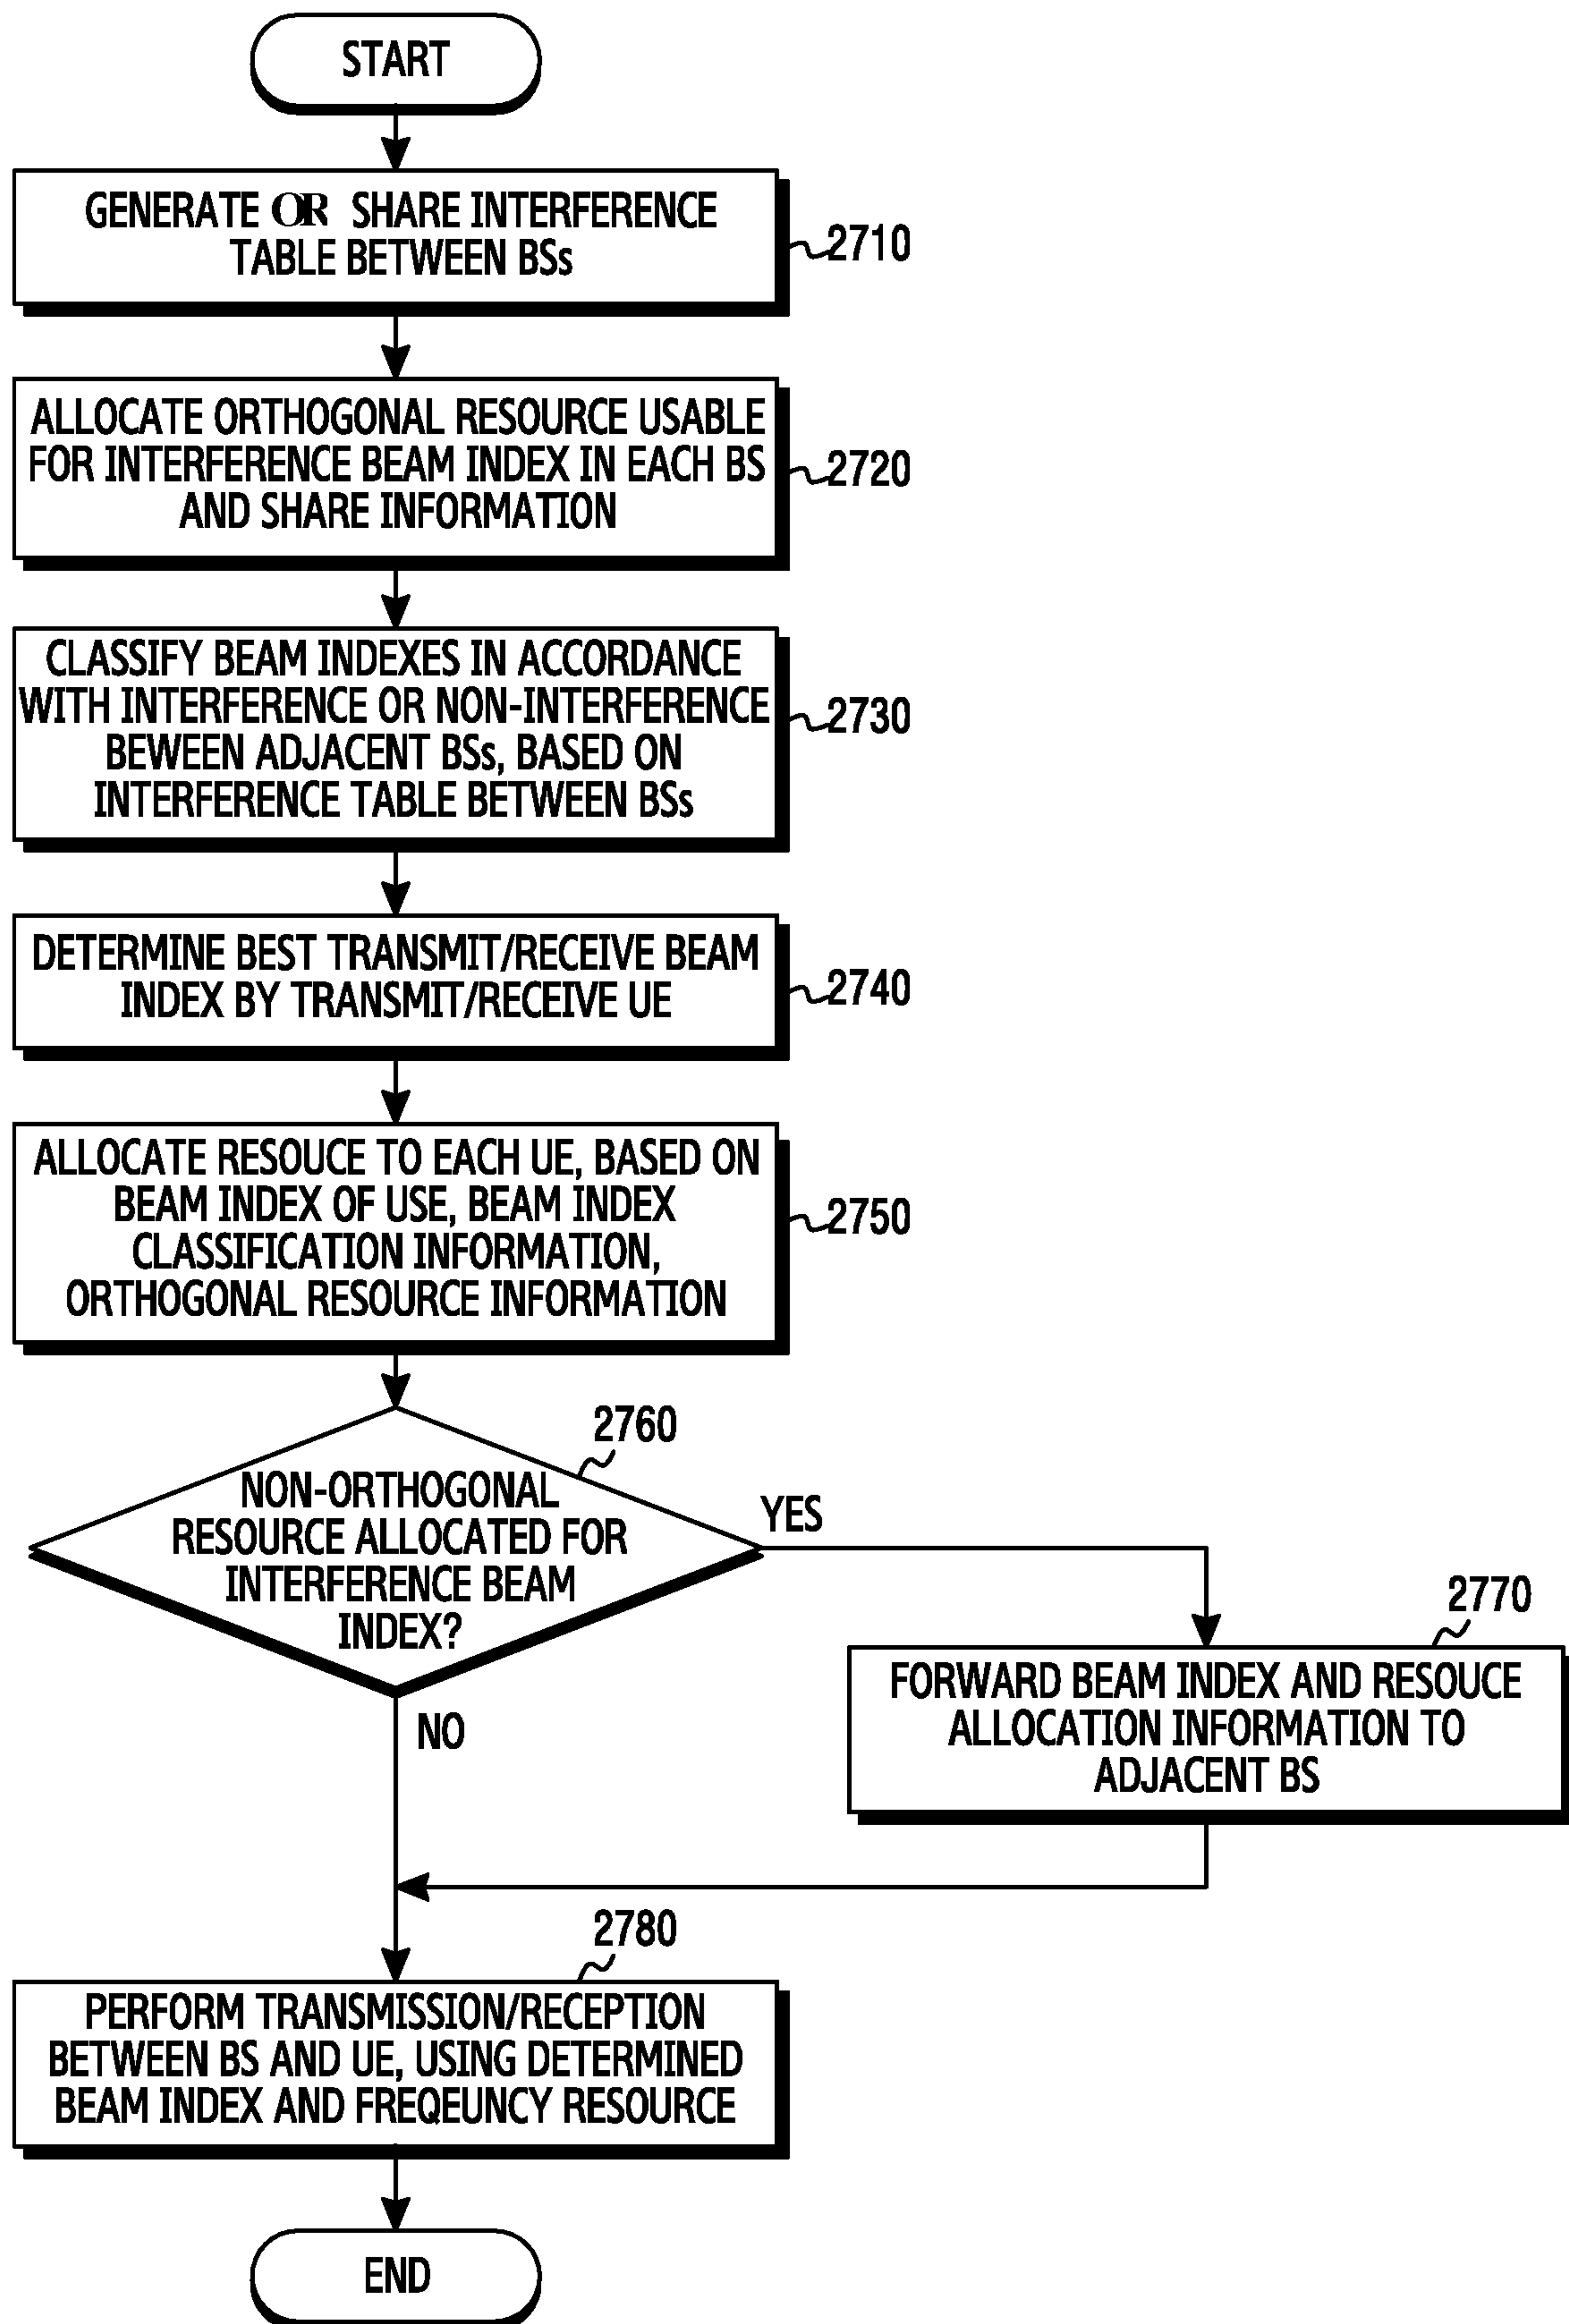 START
GENERATE OR SHARE INTERFERENCE
TABLE BETWEEN BSs
2710
ALLOCATE ORTHOGONAL RESOURCE USABLE
FOR INTERFERENCE BEAM INDEX IN EACH BS
AND SHARE INFORMATION
2720
CLASSIFY BEAM INDEXES IN ACCORDANCE
WITH INTERFERENCE OR NON-INTERFERENCE
BEWEEN ADJACENT BSs, BASED ON
INTERFERENCE TABLE BETWEEN BSs
2730
DETERMINE BEST TRANSMIT/RECEIVE BEAM
INDEX BY TRANSMIT/RECEIVE UE
2740
ALLOCATE RESOUCE TO EACH UE, BASED ON
BEAM INDEX OF USE, BEAM INDEX
CLASSIFICATION INFORMATION,
ORTHOGONAL RESOURCE INFORMATION
2750
2760
NON-ORTHOGONAL
RESOURCE ALLOCATED FOR
INTERFERENCE BEAM
INDEX?
YES
NO
2770
FORWARD BEAM INDEX AND RESOUCE
ALLOCATION INFORMATION TO
ADJACENT BS
2780
PERFORM TRANSMISSION/RECEPTION
BETWEEN BS AND UE, USING DETERMINED
BEAM INDEX AND FREQEUNCY RESOURCE
END